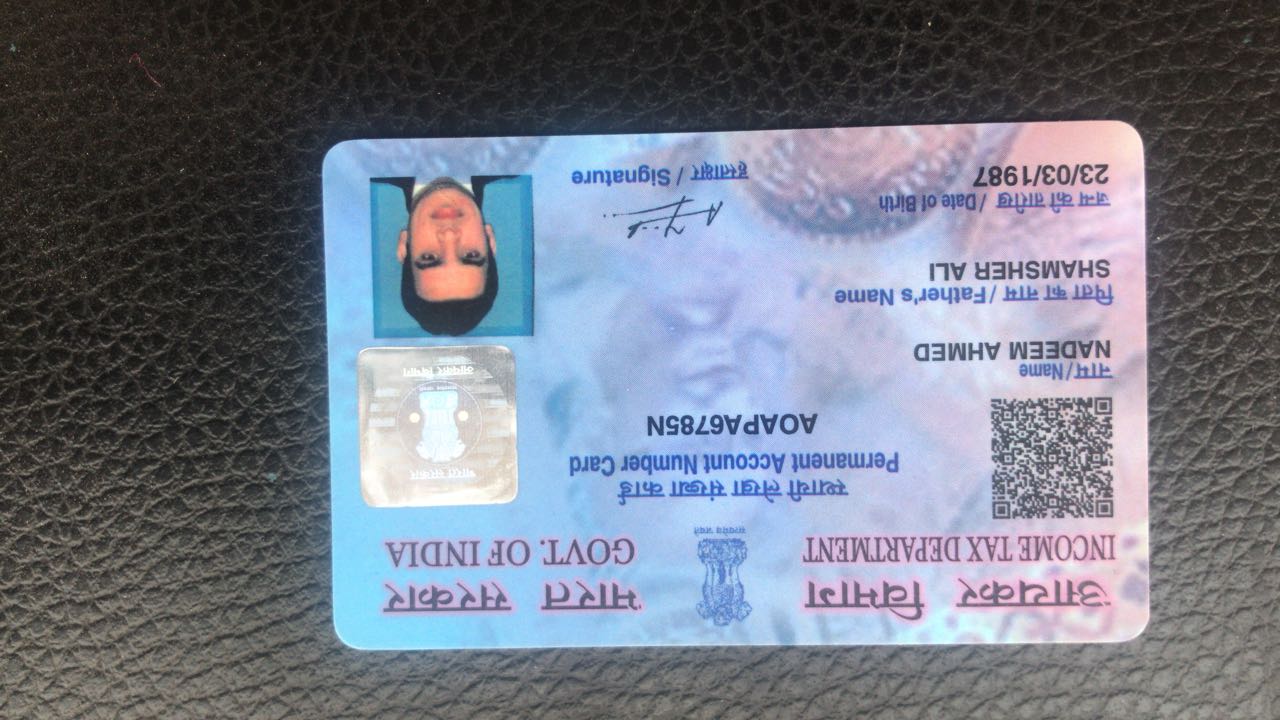 आयकर विभाग
INCOME TAX DEPARTMENT
सत्यमेव जयते
भारत सरकार
GOVT. OF INDIA
स्थायी लेखा संख्या कार्ड
Permanent Account Number Card
AOAPA6785N
भारत सरकार
आयकर विभाग
नाम/Name
NADEEM AHMED
पिता का नाम /Father's Name
SHAMSHER ALI
जन्म की तारीख /Date of Birth
23/03/1987
हस्ताक्षर / Signature